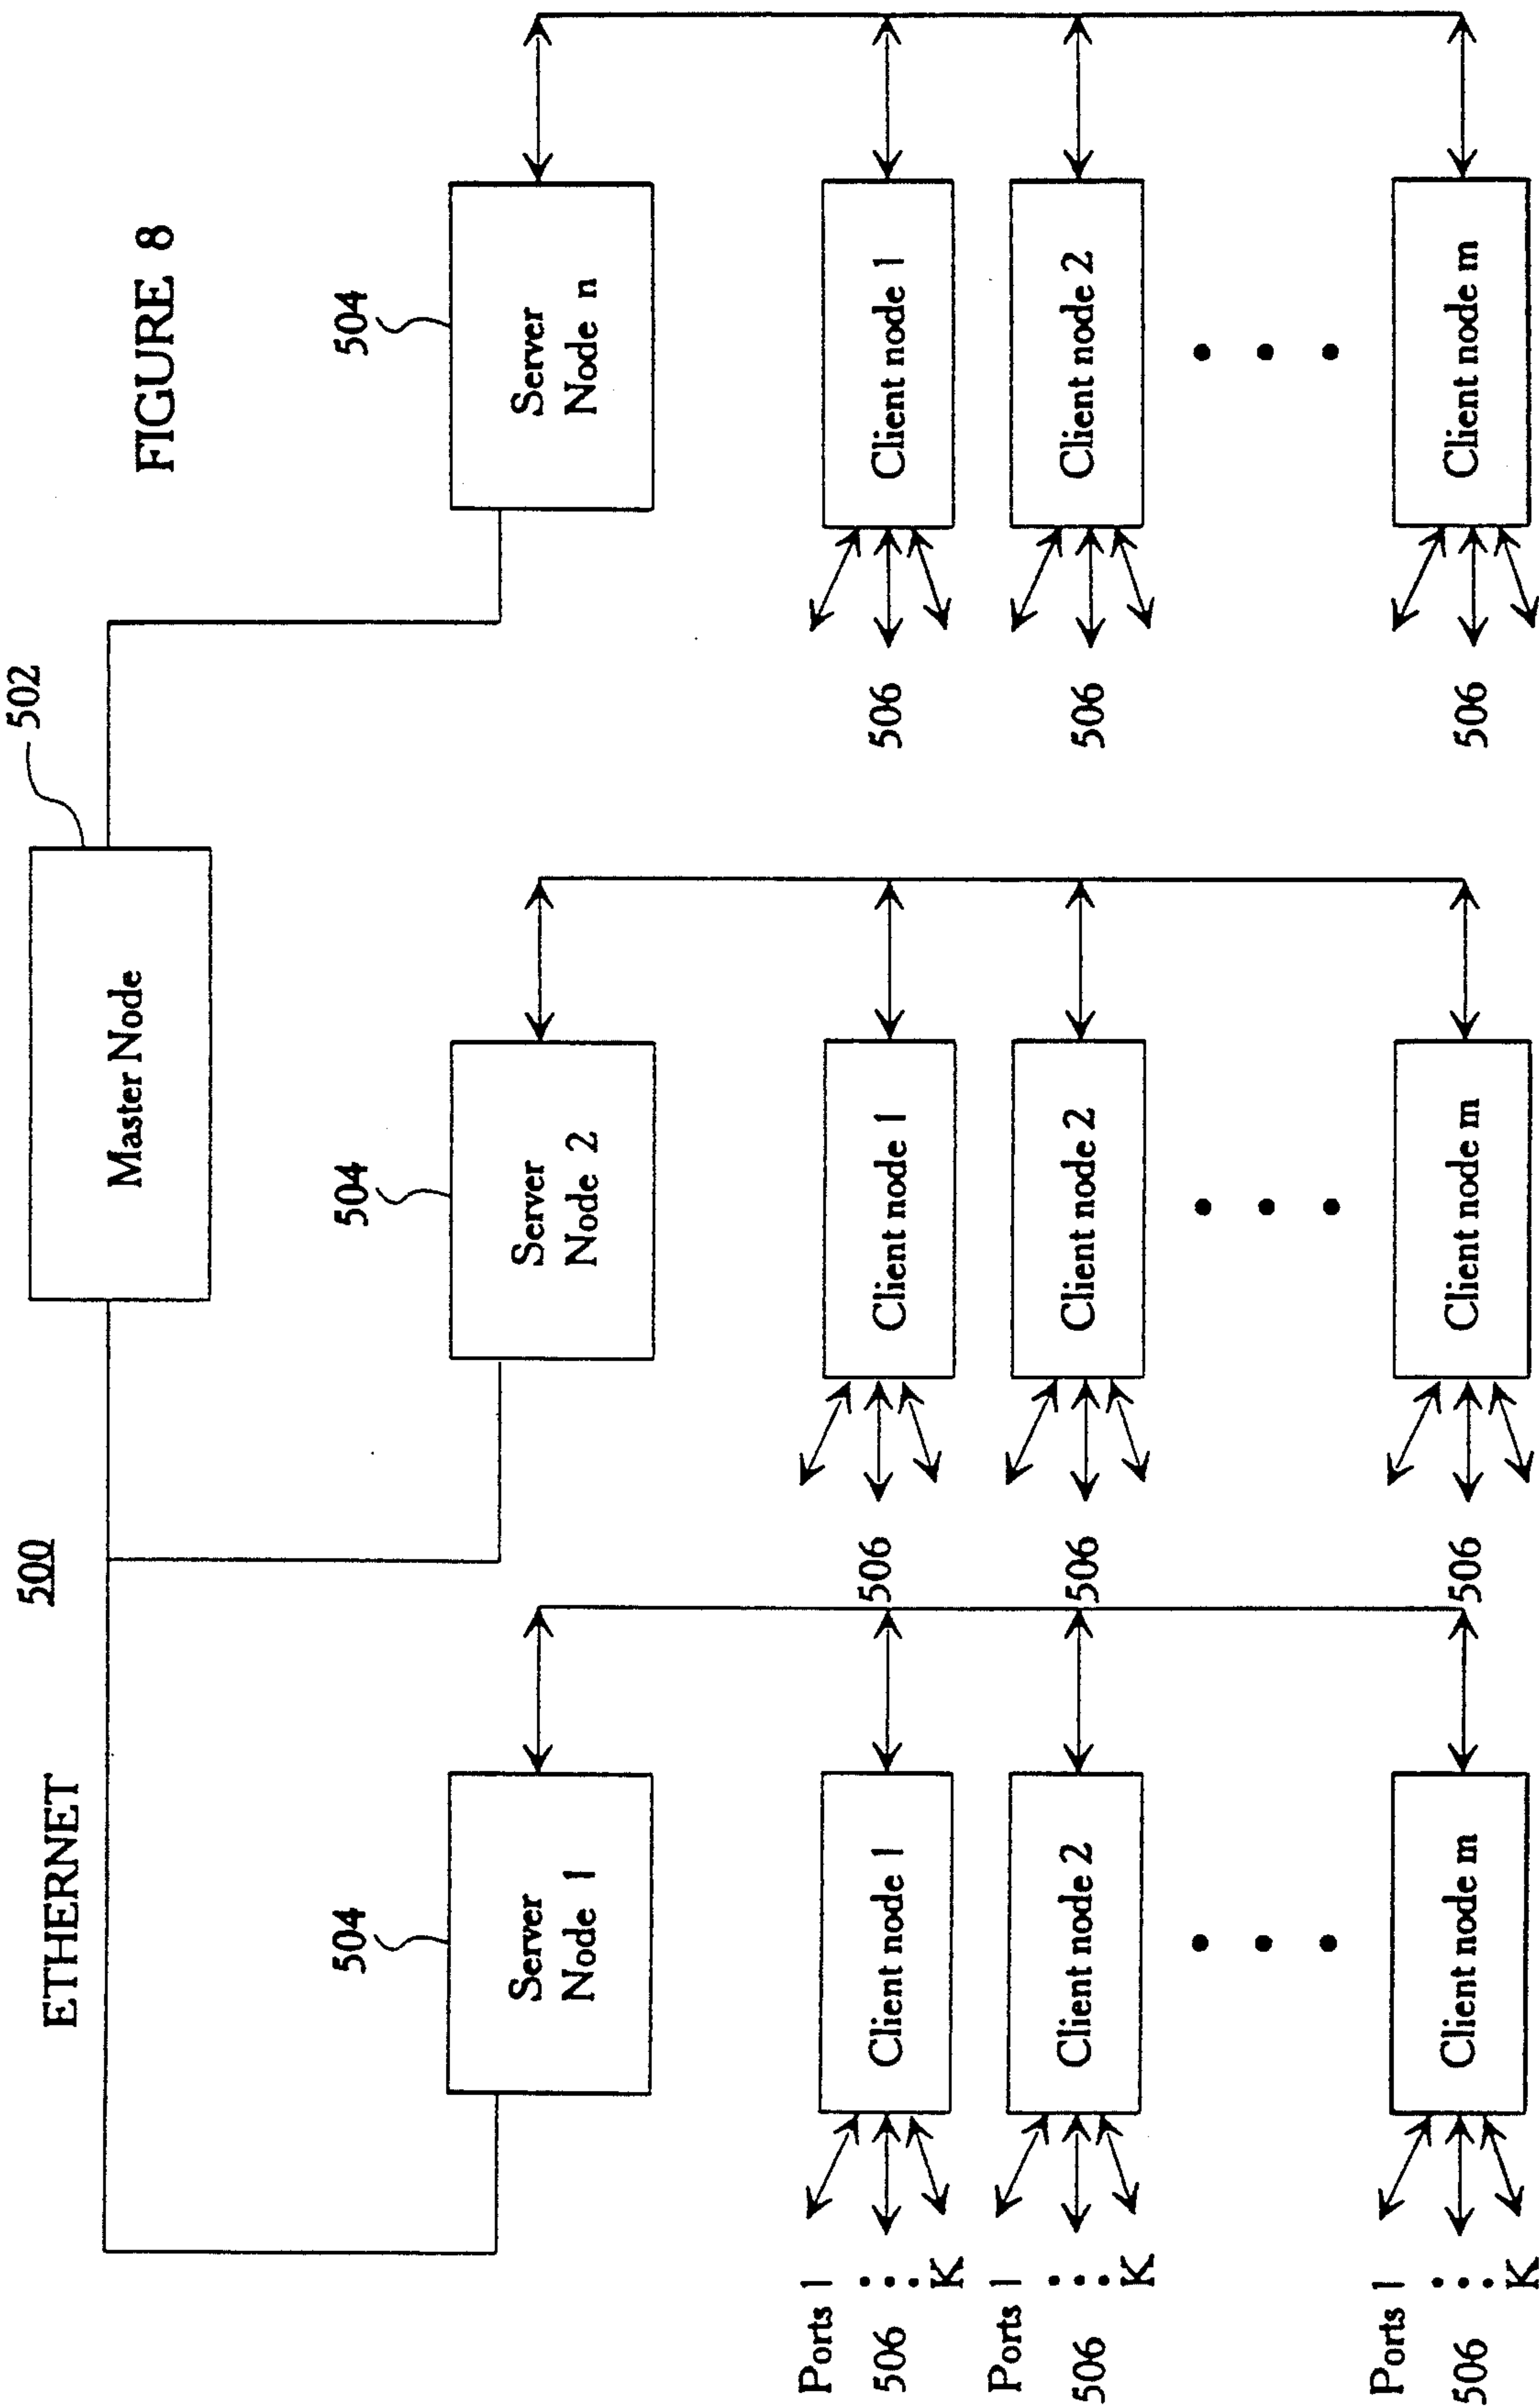 500
502
FIGURE 8
ETHERNET
Master Node
504
504
504
Server
Node 1
Server
Node 2
Server
Node n
Ports 1
506
K
Client node 1
506
Client node 1
506
Client node 1
Ports 1
506
K
Client node 2
506
Client node 2
506
Client node 2
Ports 1
506
K
Client node m
506
Client node m
506
Client node m